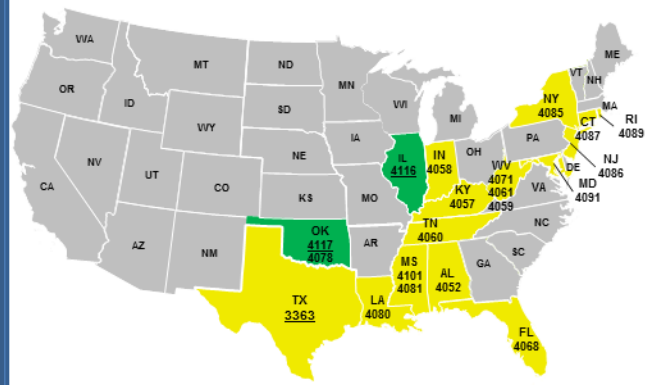 WA
OR
CA
ID
NV
AZ
MT
WY
UT
CO
NM
ND
SD
NE
KS
OK
4117
4078
TX
3363
MN
IA
MO
AR
LA
4080
WI
IL
4116
MS
4101
4081
MI
IN
4058
KY
4057
TN
4060
AL
4052
OH
WV
4071
4061
4059
GA
FL
4068
SC
NC
VA
PA
NY
4085
VT
NH
ME
MA
CT
4087
RI
4089
NJ
4086
DE
MD
4091